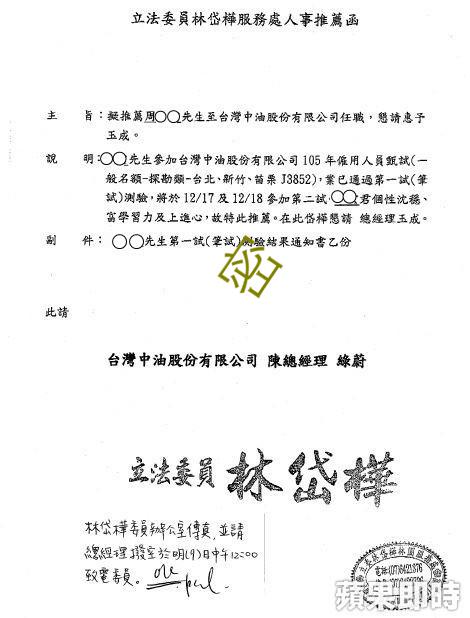 立法委員林岱樺服務處人事推薦函
主　旨：擬推薦周○○先生至台灣中油股份有限公司任職，懇請惠予
玉成。
說　明：○○先生參加台灣中油股份有限公司105年僱用人員甄試(一
般名額-探勘類-台北、新竹、苗栗J3852)，業已通過第一試(筆
試)測驗，將於12/17及12/18參加第二試，○○君個性沈穩、
富學習力及上進心，故特此推薦。在此岱樺懇請 總經理玉成。
副　件：○○先生第一試(筆試)測驗結果通知書乙份
密
此請
台灣中油股份有限公司 陳總經理 綠蔚
立法委員 林岱樺
林岱樺委員辦公室傳真，並請
總經理撥空於明(9)日中午12:00
致電委員。
電話:(07)6421376
蘋果即時